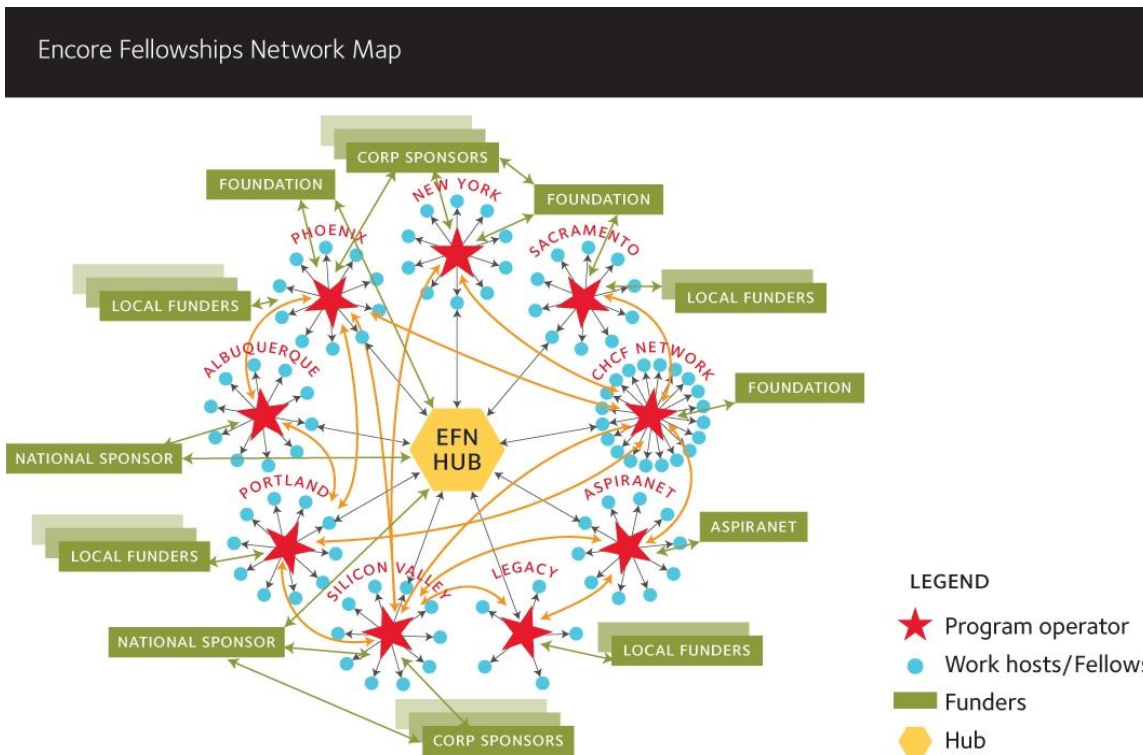 Encore Fellowships Network Map
CORP SPONSORS
FOUNDATION
NEW YORK
FOUNDATION
PHOENIX
SACRAMENTO
LOCAL FUNDERS
LOCAL FUNDERS
ALBUQUERQUE
CHCF NETWORK
FOUNDATION
EFN
HUB
NATIONAL SPONSOR
PORTLAND
ASPIRANET
ASPIRANET
LOCAL FUNDERS
SILICON VALLEY
LEGACY
LEGEND
Program operator
NATIONAL SPONSOR
LOCAL FUNDERS
Work hosts/Fellows
Funders
CORP SPONSORS
Hub